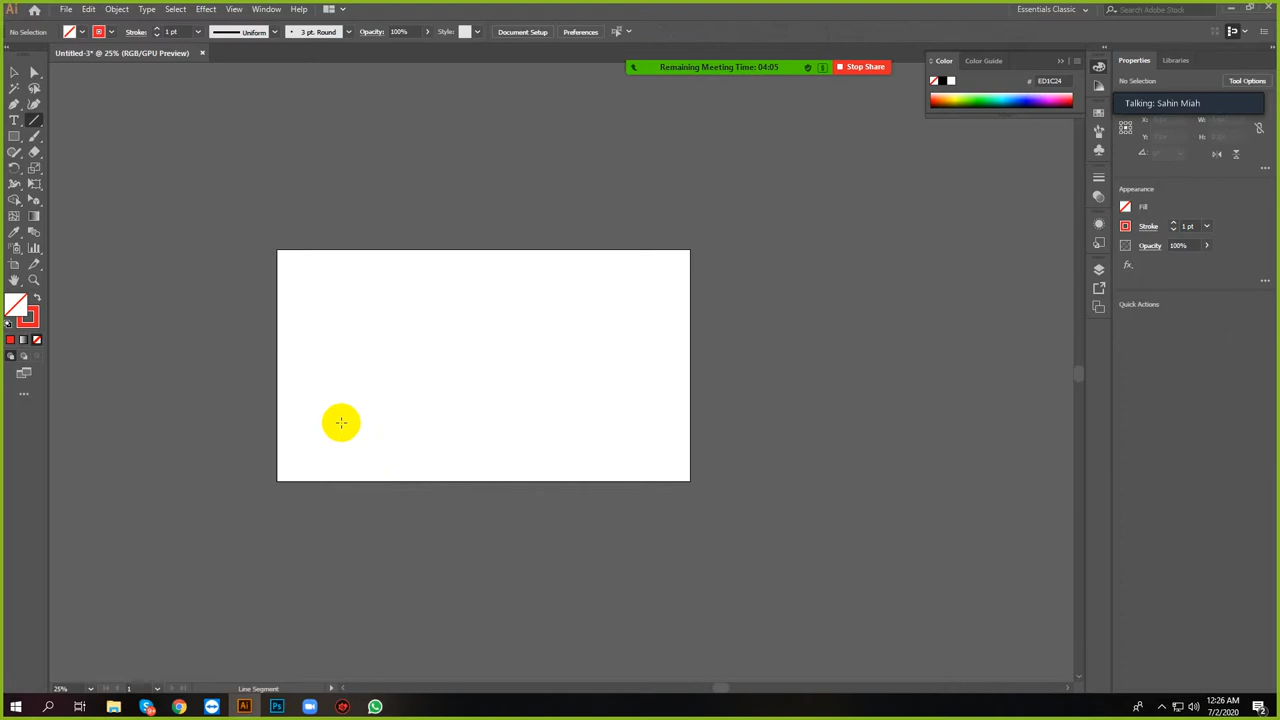 Ai File Edit Object Type Select Effect View Window Help Essentials Classic Search Adobe Stock
No Selection Stroke: 1 pt Uniform 3 pt. Round Opacity: 100% Style: Document Setup Preferences
Untitled-3* @ 25% (RGB/GPU Preview)
Remaining Meeting Time: 04:05 Stop Share
Color Color Guide
# ED1C24
Properties Libraries
No Selection Tool Options
Talking: Sahin Miah
X: W:
Y: H:
Appearance
Fill
Stroke 1 pt
Opacity 100%
fx.
Quick Actions
25% 1 Line Segment
12:26 AM
7/2/2020